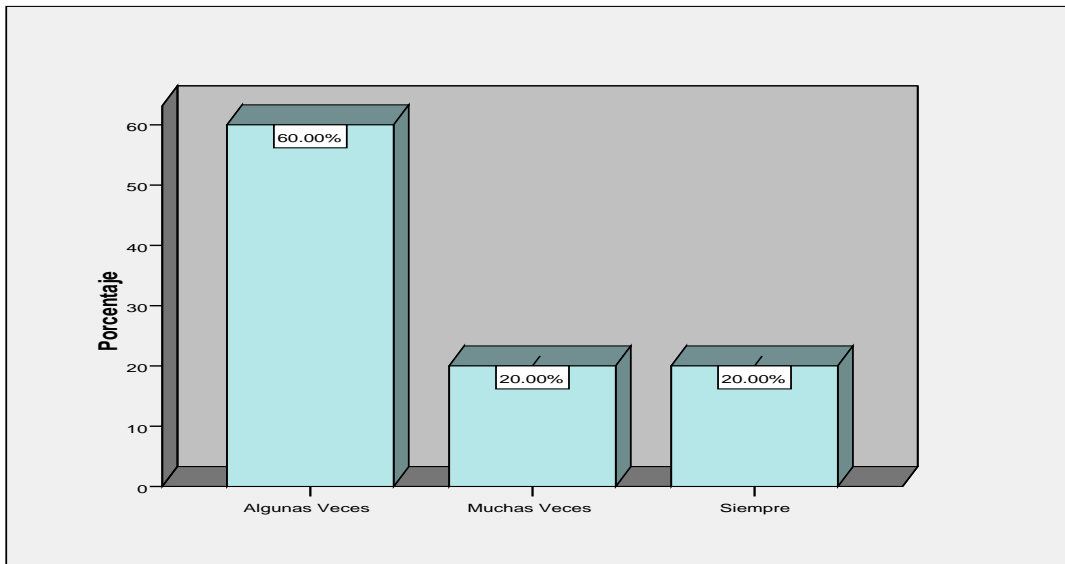 Porcentaje
60
50
40
30
20
10
0
60.00%
20.00%
20.00%
Algunas Veces
Muchas Veces
Siempre